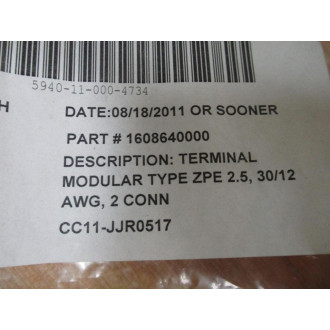 5940-11-000-4734
H
DATE:08/18/2011 OR SOONER
PART # 1608640000
DESCRIPTION: TERMINAL
MODULAR TYPE ZPE 2.5, 30/12
AWG, 2 CONN
CC11-JJR0517